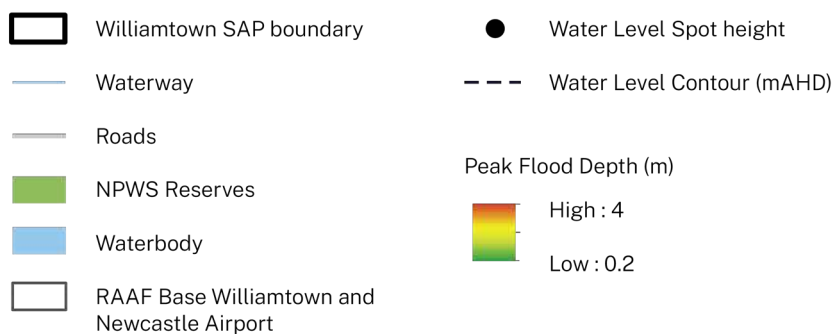 Williamtown SAP boundary
Waterway
Roads
NPWS Reserves
Waterbody
RAAF Base Williamtown and
Newcastle Airport
Water Level Spot height
Water Level Contour (mAHD)
Peak Flood Depth (m)
High : 4
Low : 0.2